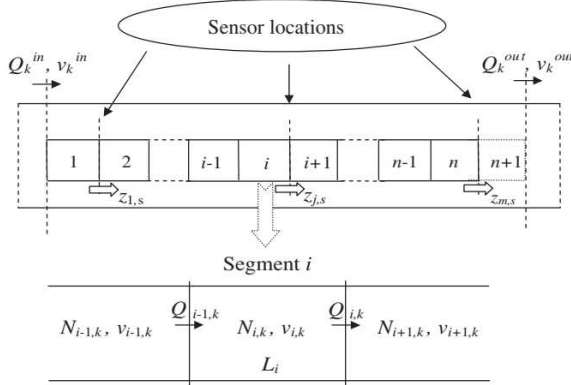 Sensor locations
Q_k^in, v_k^in
Q_k^out, v_k^out
1 2 i-1 i i+1 n-1 n n+1
z_1,s z_j,s z_m,s
Segment i
Q_i-1,k Q_i,k
N_i-1,k, v_i-1,k N_i,k, v_i,k N_i+1,k, v_i+1,k
L_i